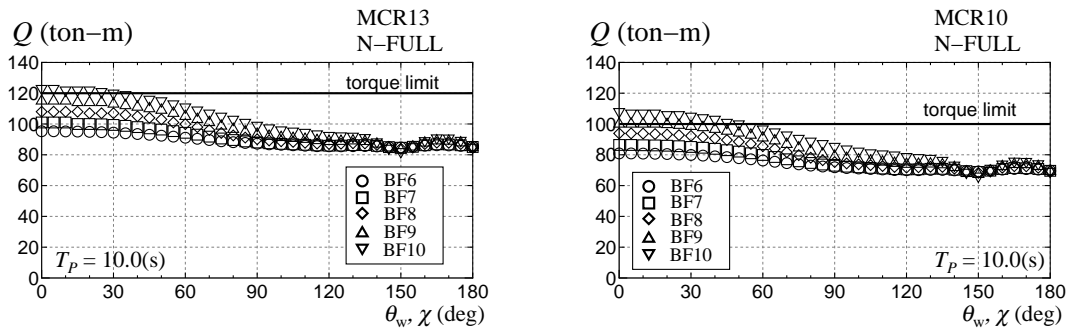 MCR13
Q (ton−m) N−FULL
140
120
100
80
60
40
20
0
torque limit
BF6
BF7
BF8
BF9
BF10
T_P = 10.0(s)
0 30 60 90 120 150 180
θ_w, χ (deg)
MCR10
Q (ton−m) N−FULL
140
120
100
80
60
40
20
0
torque limit
BF6
BF7
BF8
BF9
BF10
T_P = 10.0(s)
0 30 60 90 120 150 180
θ_w, χ (deg)